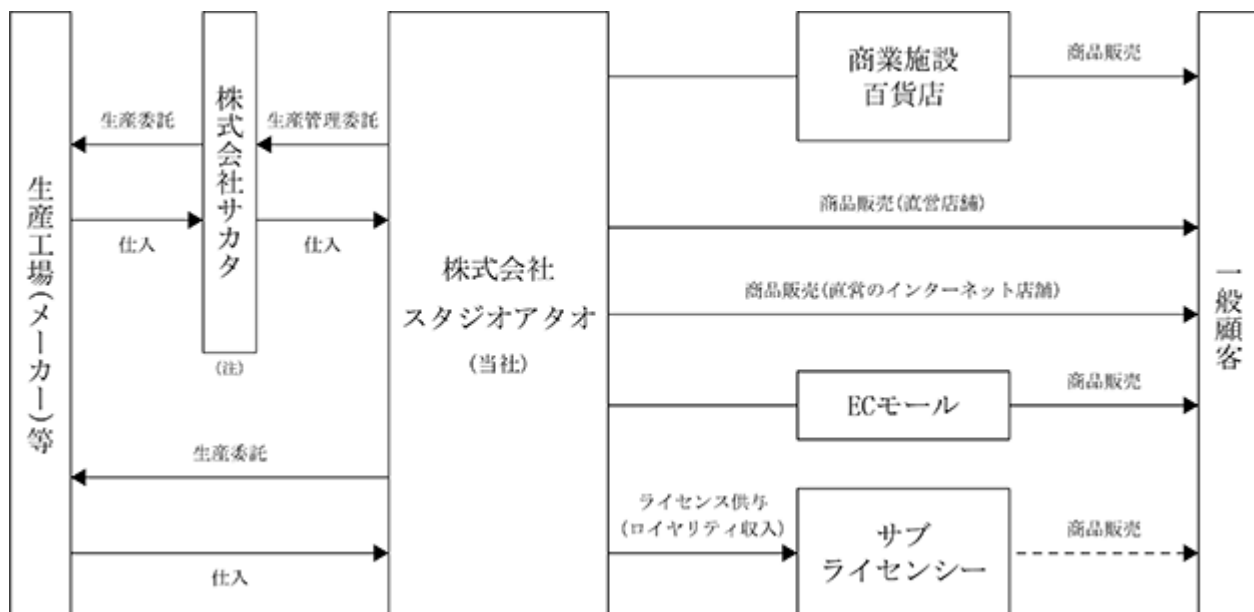 生産工場(メーカー)等
生産委託
仕入
株式会社サカタ
(注)
生産管理委託
仕入
生産委託
仕入
株式会社
スタジオアタオ
(当社)
商業施設
百貨店
商品販売
商品販売(直営店舗)
商品販売(直営のインターネット店舗)
ECモール
商品販売
ライセンス供与
(ロイヤリティ収入)
サブ
ライセンシー
商品販売
一般顧客